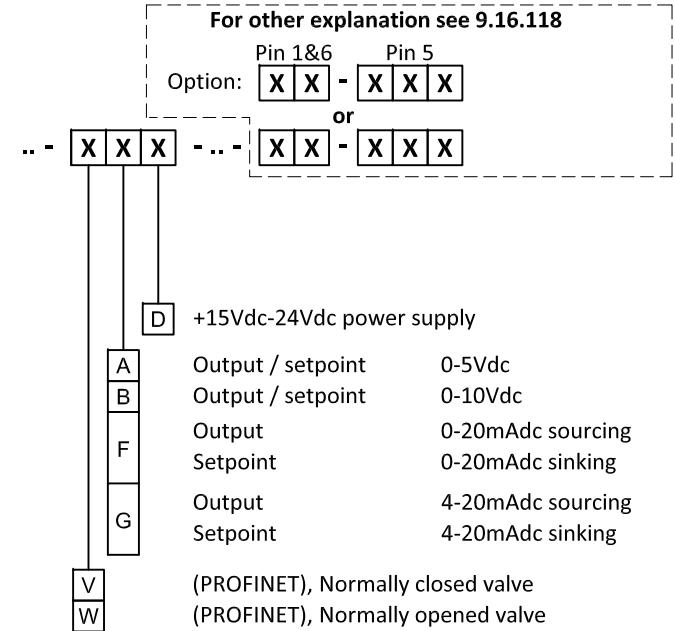 For other explanation see 9.16.118
Pin 1&6 Pin 5
Option: X X - X X X
or
.. - X X X - .. - X X - X X X
D +15Vdc-24Vdc power supply
A Output / setpoint 0-5Vdc
B Output / setpoint 0-10Vdc
F Output 0-20mAdc sourcing
Setpoint 0-20mAdc sinking
G Output 4-20mAdc sourcing
Setpoint 4-20mAdc sinking
V (PROFINET), Normally closed valve
W (PROFINET), Normally opened valve